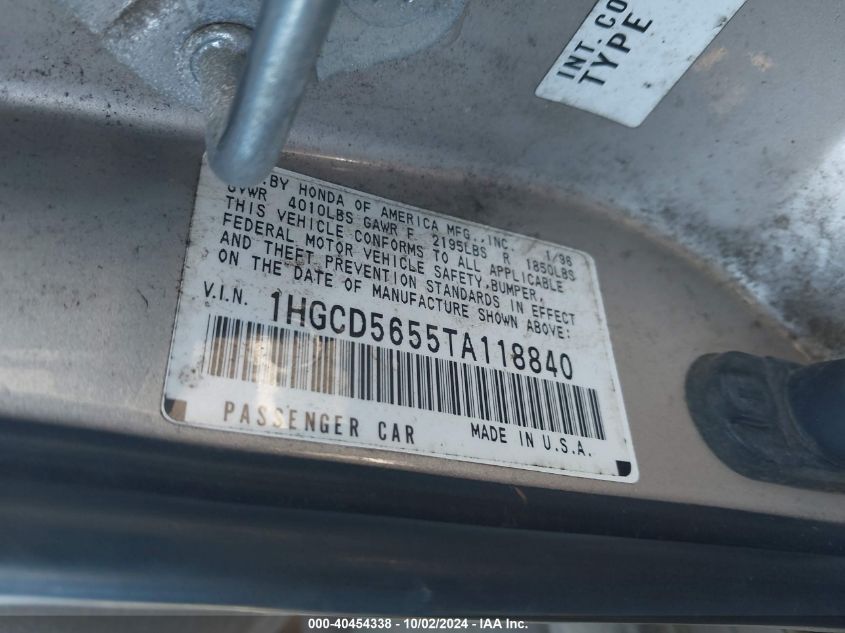 INT. CO
TYPE
BY HONDA OF AMERICA MFG., INC. 1/96
GVWR 4010LBS GAWR F 2195LBS R 1850LBS
THIS VEHICLE CONFORMS TO ALL APPLICABLE
FEDERAL MOTOR VEHICLE SAFETY, BUMPER,
AND THEFT PREVENTION STANDARDS IN EFFECT
ON THE DATE OF MANUFACTURE SHOWN ABOVE:
V.I.N. 1HGCD5655TA118840
PASSENGER CAR MADE IN U.S.A.
000-40454338 - 10/02/2024 - IAA Inc.